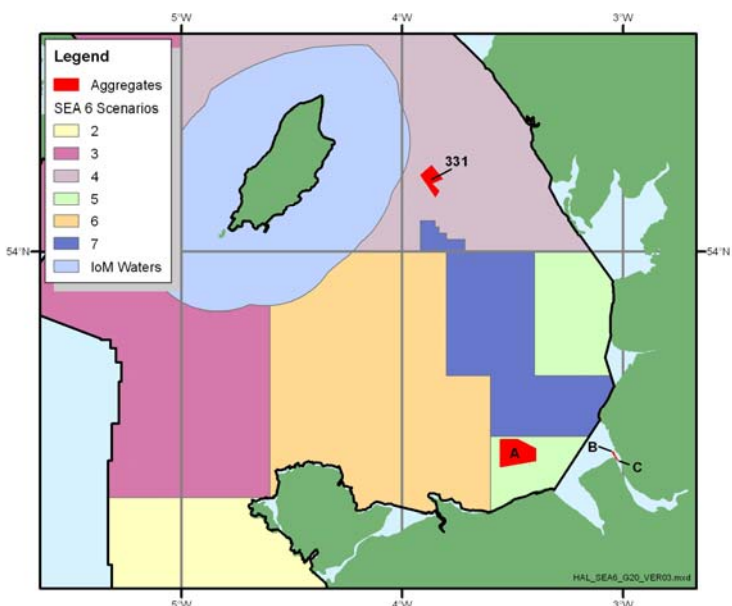 5°W
4°W
3°W
Legend
Aggregates
SEA 6 Scenarios
2
3
4
5
6
7
IoM Waters
331
54°N
54°N
A
B
C
HAL_SEA6_G20_VER03.mxd
5°W
4°W
3°W